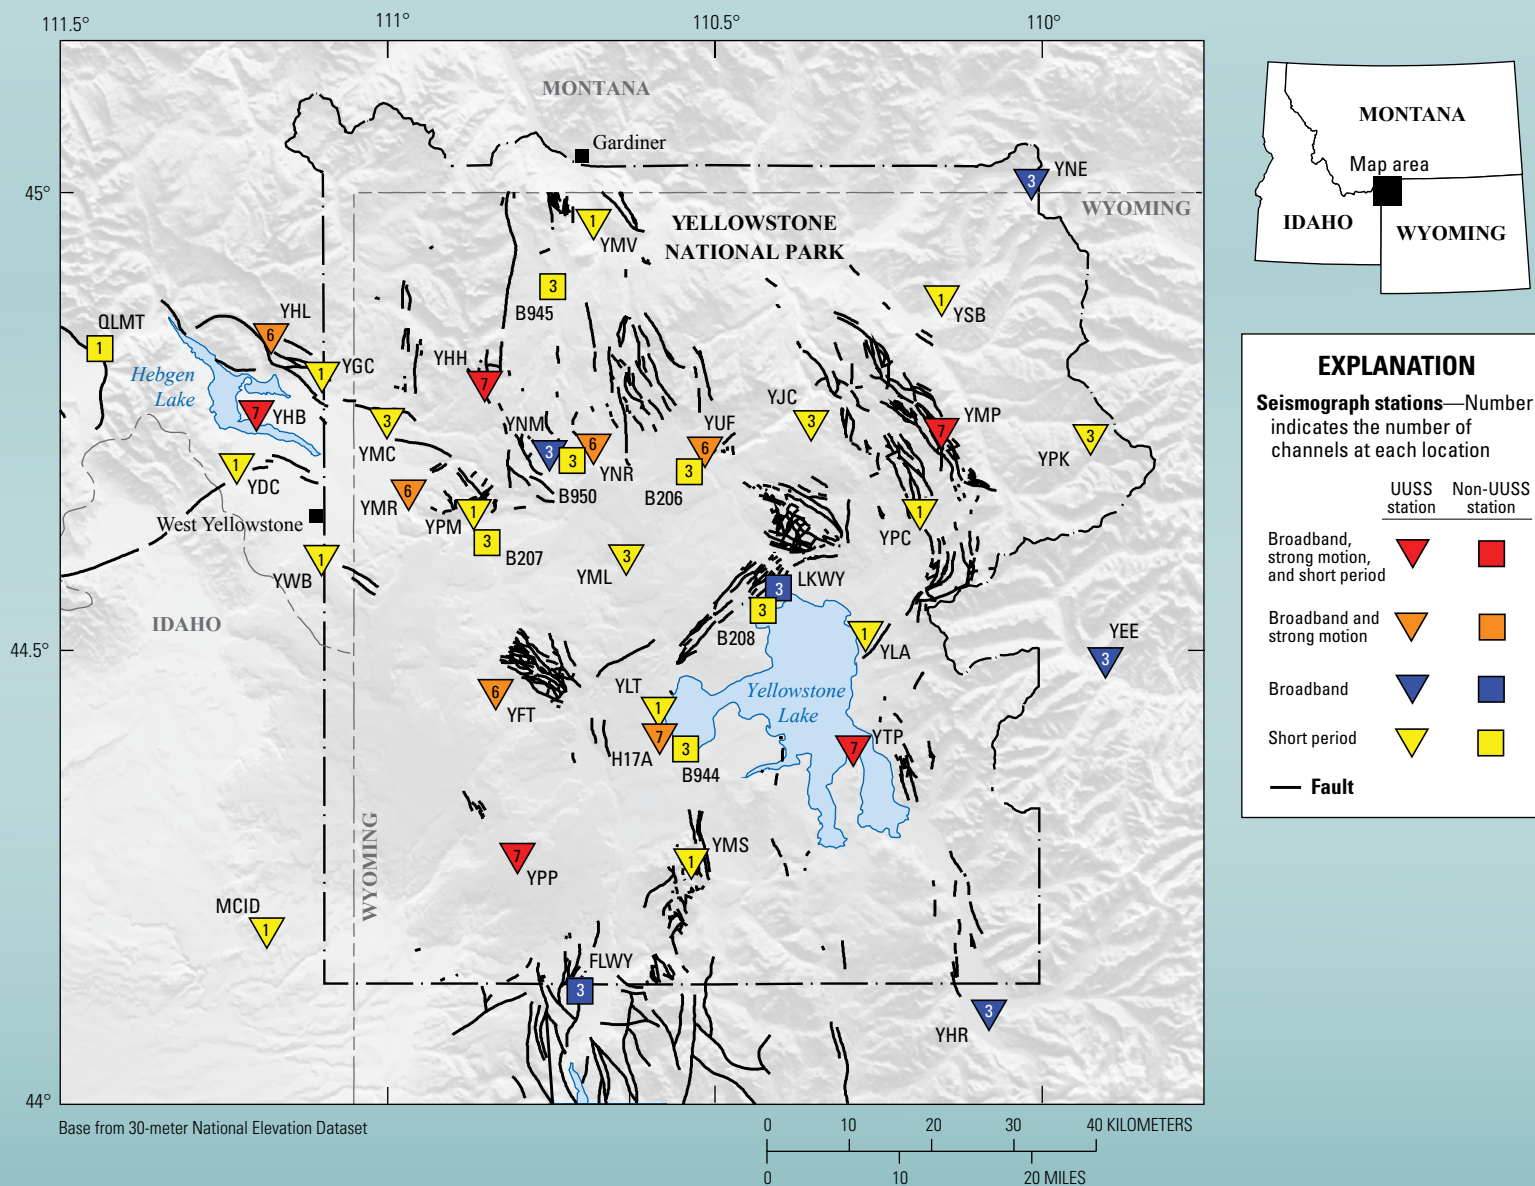 111.5°
111°
110.5°
110°
MONTANA
Gardiner
3
YNE
45°
WYOMING
1
YMV
YELLOWSTONE
NATIONAL PARK
3
B945
1
YSB
QLMT
1
YHL
6
Hebgen
Lake
1
YGC
YHH
7
7
YHB
3
YMC
YJC
3
YMP
7
3
YPK
YNM
3
6
YNR
3
B950
YUF
6
3
B206
1
YDC
6
YMR
1
YPM
West Yellowstone
3
B207
1
YPC
1
YWB
3
YML
3
LKWY
3
B208
IDAHO
1
YLA
YEE
3
44.5°
6
YFT
YLT
1
7
H17A
3
B944
Yellowstone
Lake
YTP
7
WYOMING
7
YPP
YMS
1
MCID
1
FLWY
3
3
YHR
44°
Base from 30-meter National Elevation Dataset
0 10 20 30 40 KILOMETERS
0 10 20 MILES
MONTANA
Map area
IDAHO
WYOMING
EXPLANATION
Seismograph stations—Number
indicates the number of
channels at each location
UUSS
station
Non-UUSS
station
Broadband,
strong motion,
and short period
Broadband and
strong motion
Broadband
Short period
Fault